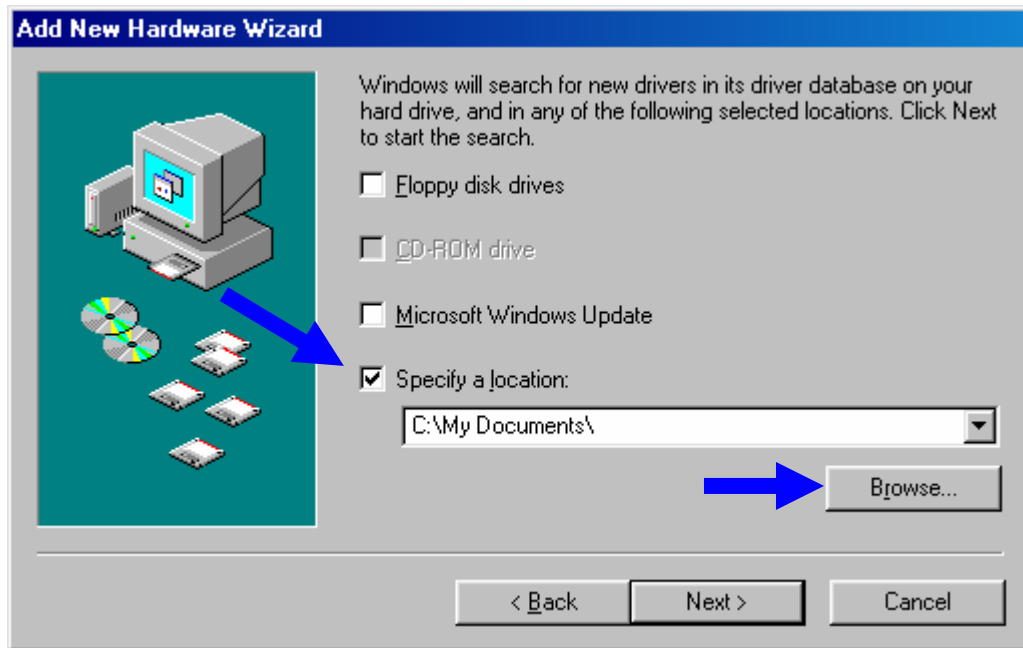 Add New Hardware Wizard
Windows will search for new drivers in its driver database on your
hard drive, and in any of the following selected locations. Click Next
to start the search.
Floppy disk drives
CD-ROM drive
Microsoft Windows Update
Specify a location:
C:\My Documents\
Browse...
< Back
Next >
Cancel